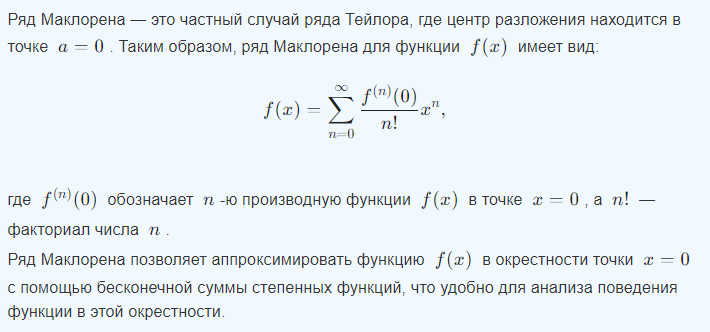 Ряд Маклорена — это частный случай ряда Тейлора, где центр разложения находится в
точке a = 0 . Таким образом, ряд Маклорена для функции f(x) имеет вид:
f(x) = ∑_{n=0}^{∞} \frac{f^{(n)}(0)}{n!} x^n,
где f^{(n)}(0) обозначает n -ю производную функции f(x) в точке x = 0 , а n! —
факториал числа n .
Ряд Маклорена позволяет аппроксимировать функцию f(x) в окрестности точки x = 0
с помощью бесконечной суммы степенных функций, что удобно для анализа поведения
функции в этой окрестности.